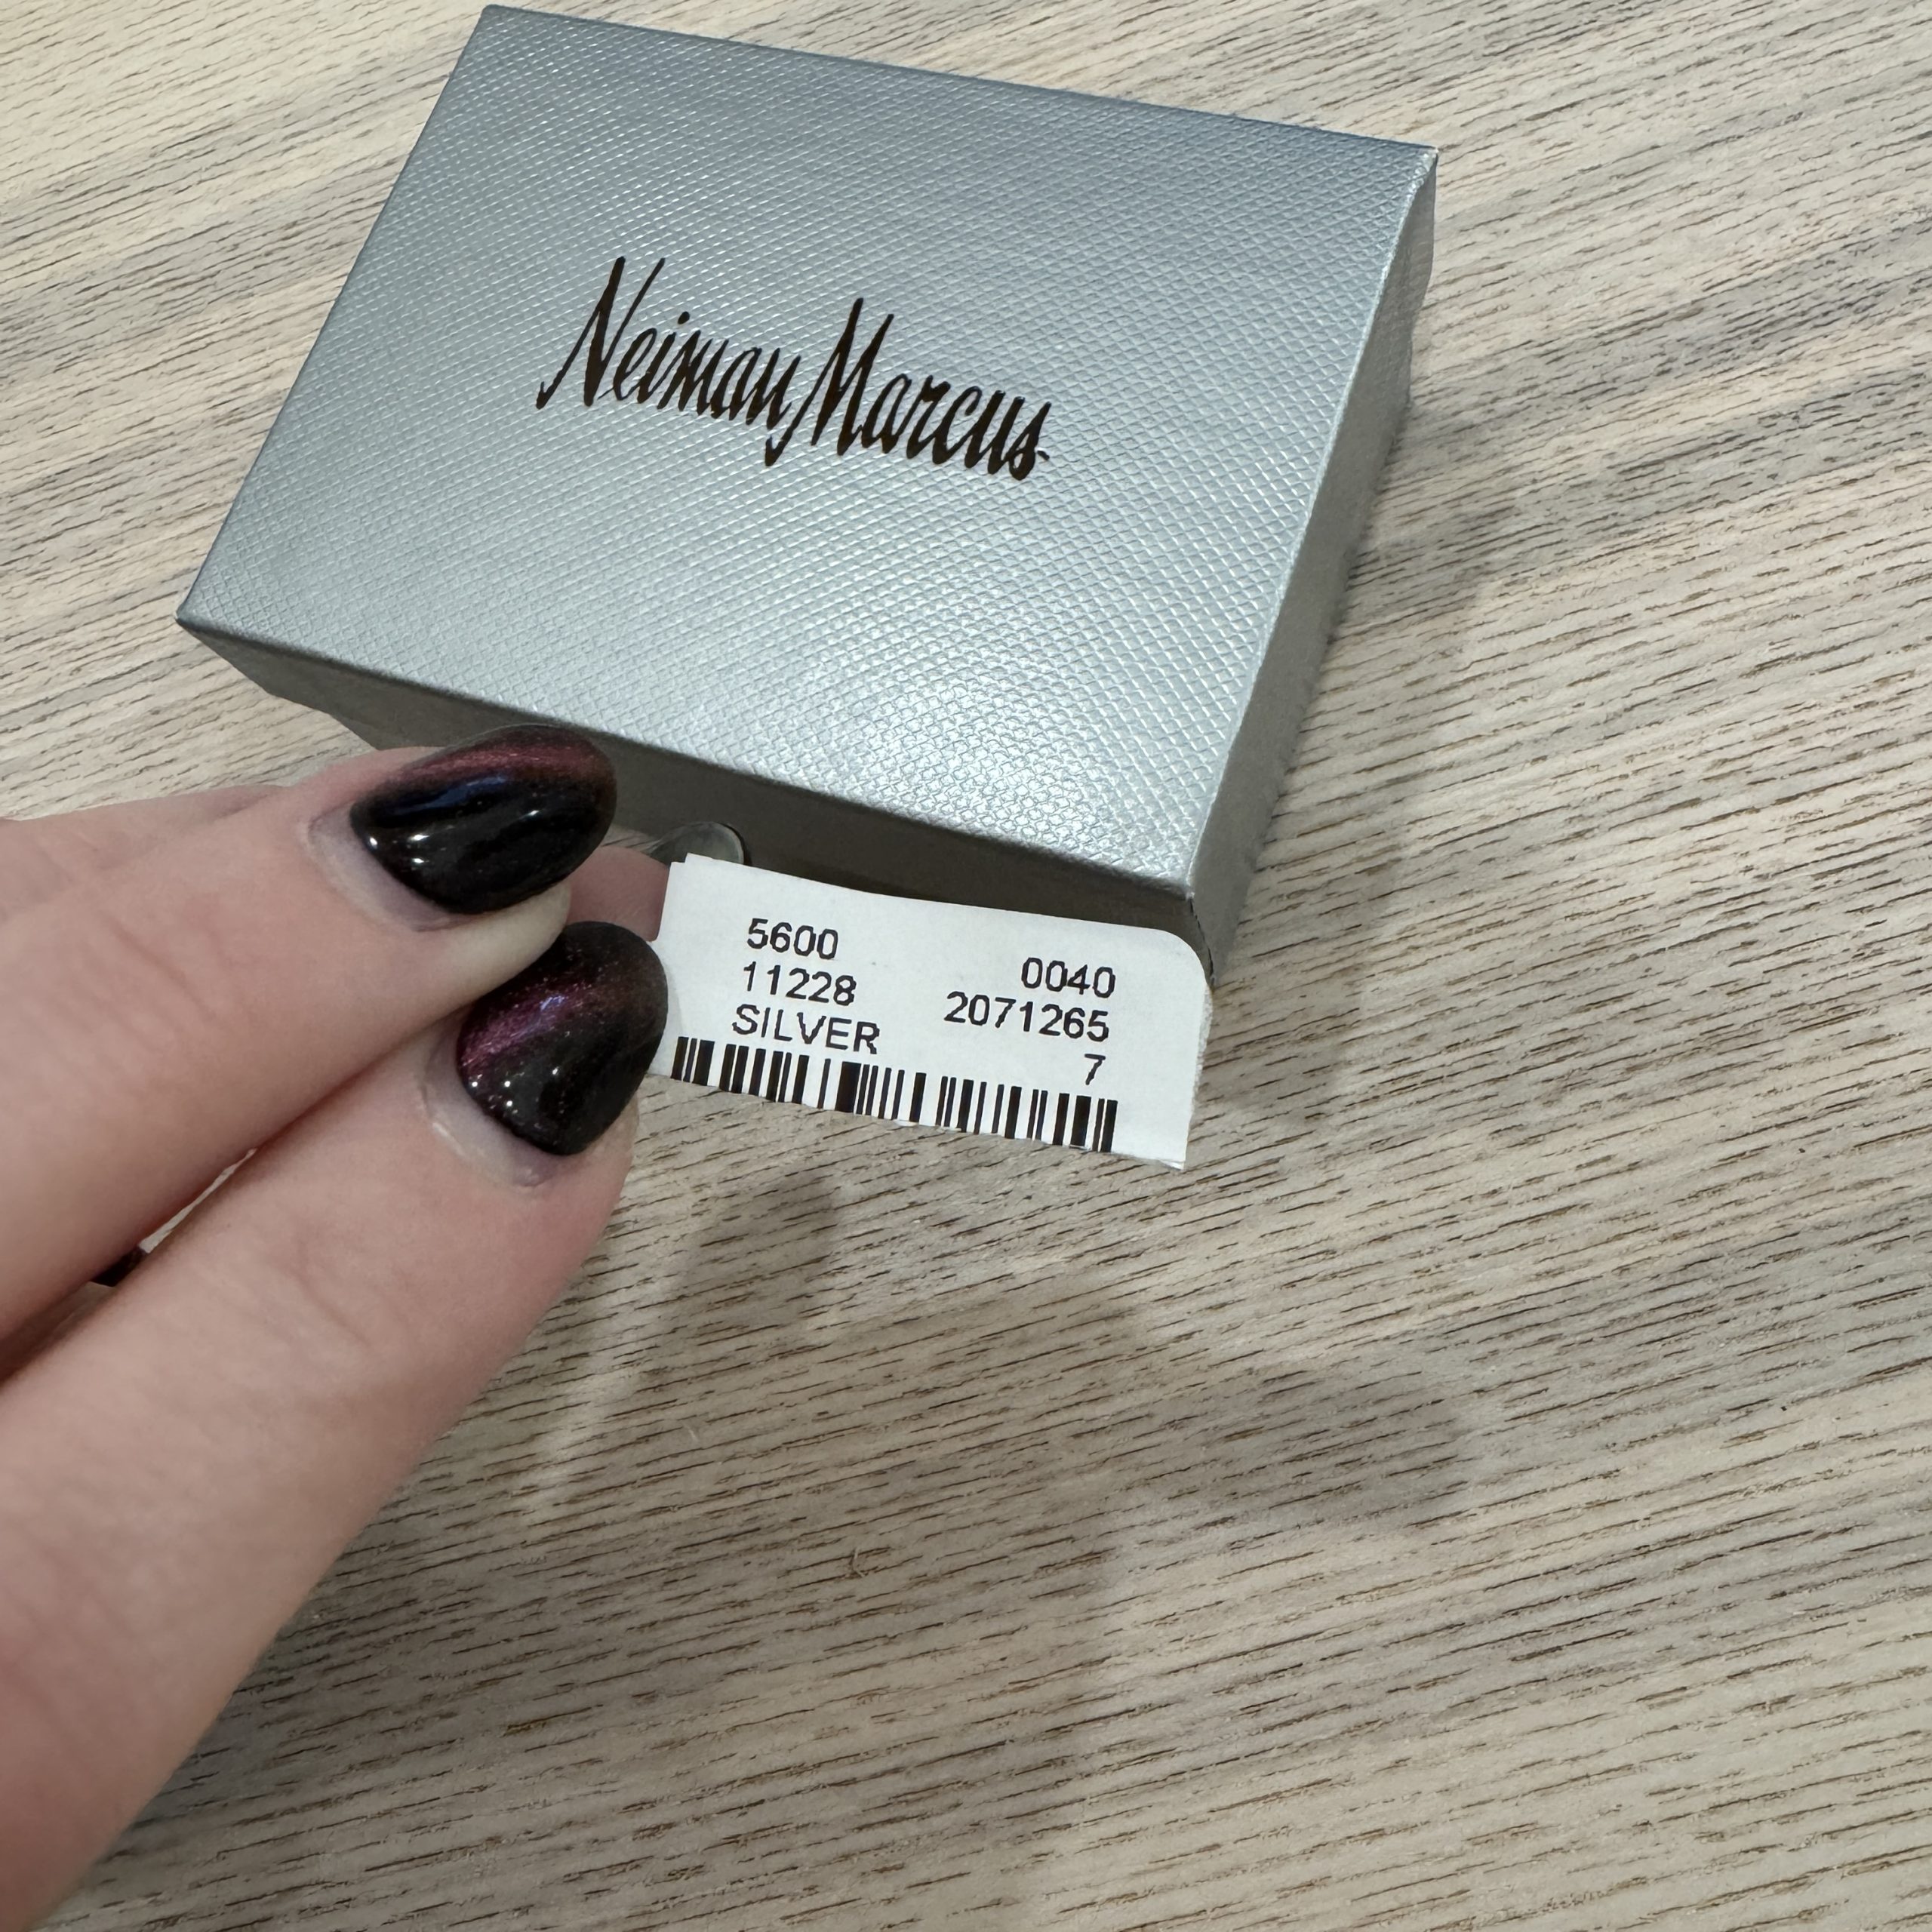 Neiman Marcus
5600 0040
11228 2071265
SILVER 7